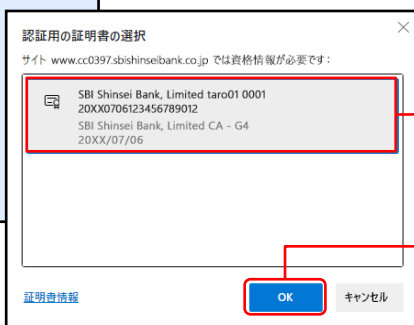 認証用の証明書の選択
サイト www.cc0397.sbishinseibank.co.jp では資格情報が必要です:
SBI Shinsei Bank, Limited taro01 0001
20XX0706123456789012
SBI Shinsei Bank, Limited CA - G4
20XX/07/06
証明書情報
OK
キャンセル